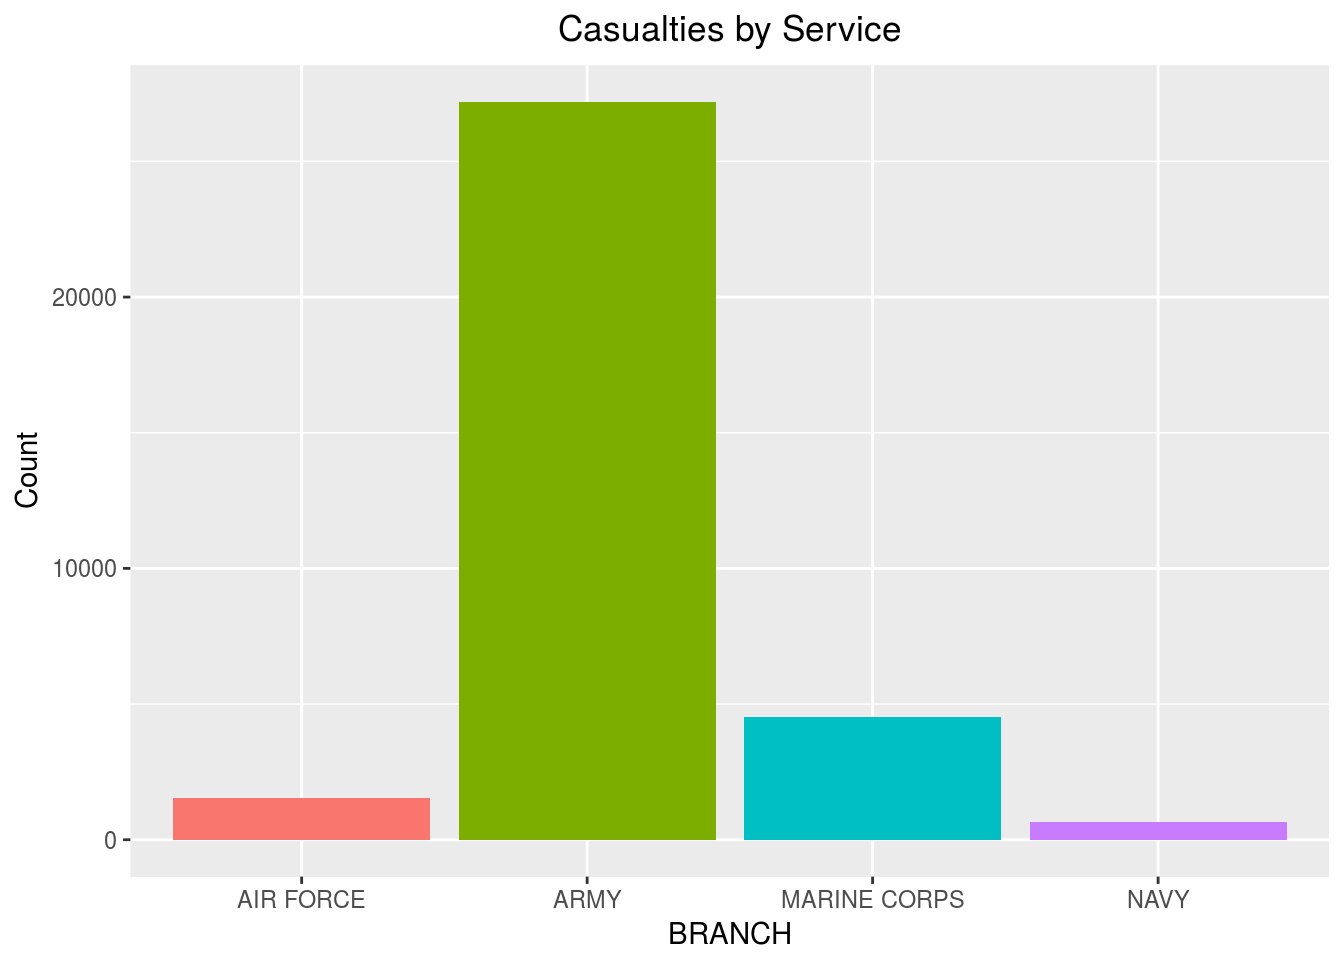 Casualties by Service
Count
20000
10000
0
AIR FORCE
ARMY
MARINE CORPS
NAVY
BRANCH